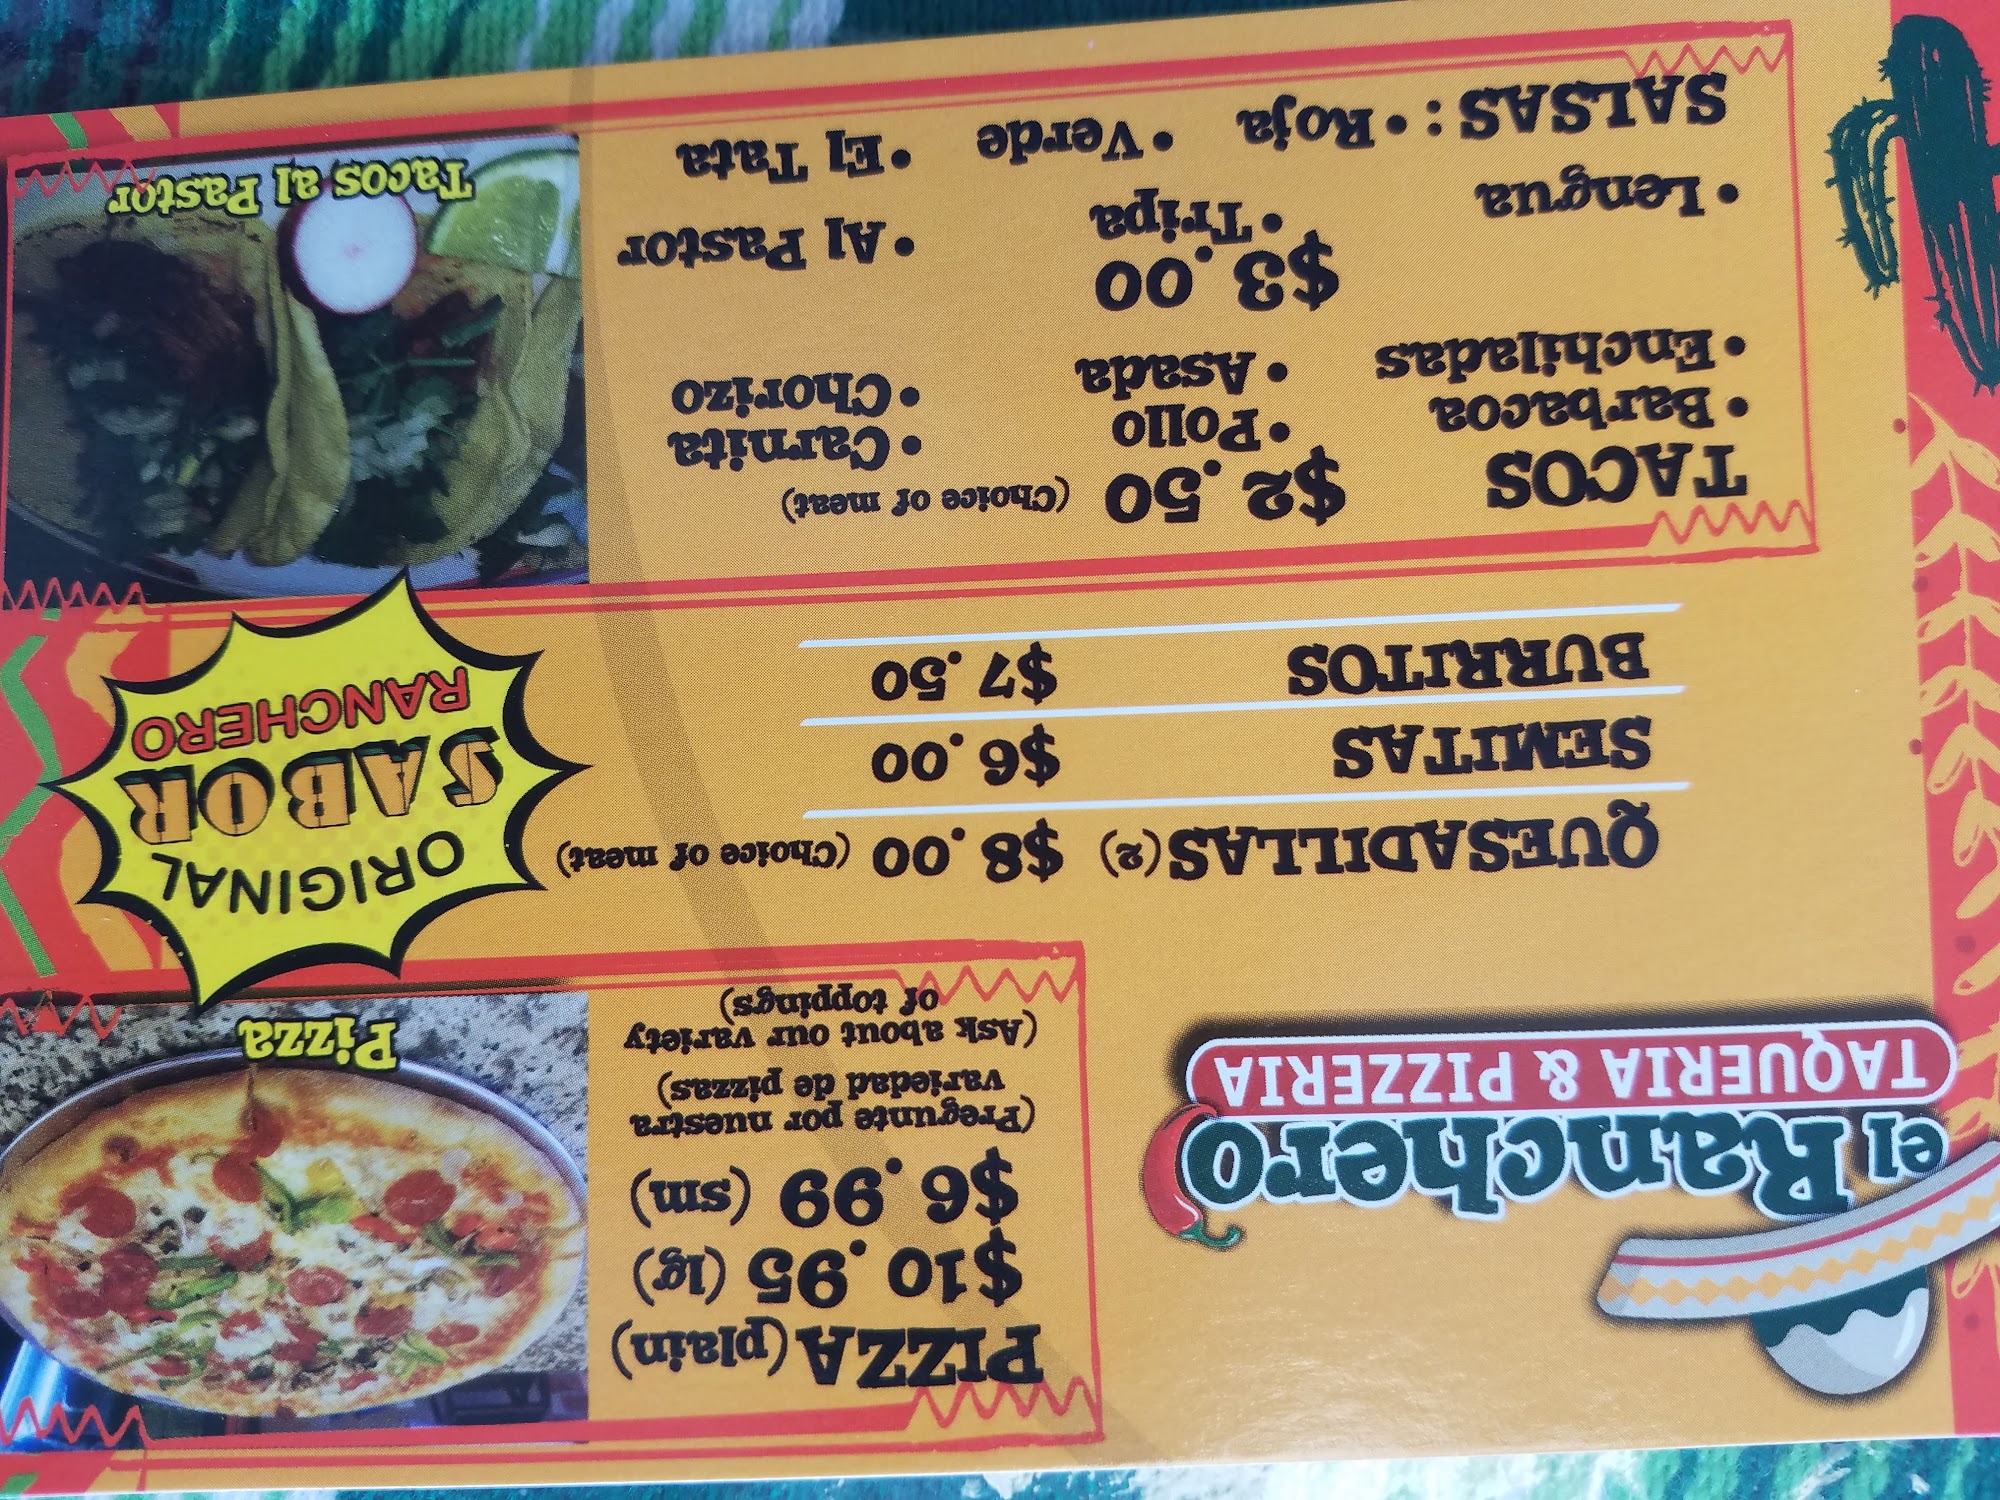 el Ranchero
TAQUERIA & PIZZERIA
PIZZA (plain)
$10.95 (lg)
$6.99 (sm)
(Pregunte por nuestra
variedad de pizzas)
(Ask about our variety
of toppings)
Pizza
QUESADILLAS(2) $8.00 (Choice of meat)
SEMITAS $6.00
BURRITOS $7.50
ORIGINAL
SABOR
RANCHERO
TACOS $2.50 (Choice of meat)
• Barbacoa • Pollo • Carnita
• Enchiladas • Asada • Chorizo
$3.00
• Lengua • Tripa • Al Pastor
SALSAS: • Roja • Verde • El Tata
Tacos al Pastor